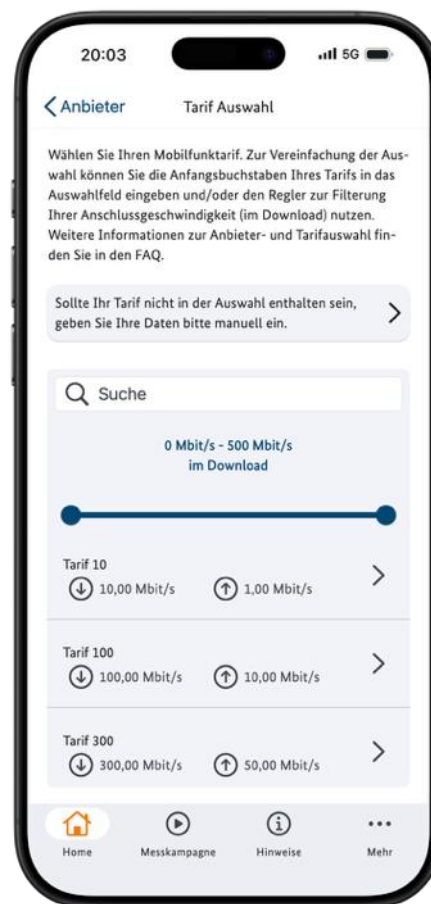 20:03
5G
Anbieter
Tarif Auswahl
Wählen Sie Ihren Mobilfunktarif. Zur Vereinfachung der Aus-
wahl können Sie die Anfangsbuchstaben Ihres Tarifs in das
Auswahlfeld eingeben und/oder den Regler zur Filterung
Ihrer Anschlussgeschwindigkeit (im Download) nutzen.
Weitere Informationen zur Anbieter- und Tarifauswahl fin-
den Sie in den FAQ.
Sollte Ihr Tarif nicht in der Auswahl enthalten sein,
geben Sie Ihre Daten bitte manuell ein.
Suche
0 Mbit/s - 500 Mbit/s
im Download
Tarif 10
10,00 Mbit/s 1,00 Mbit/s
Tarif 100
100,00 Mbit/s 10,00 Mbit/s
Tarif 300
300,00 Mbit/s 50,00 Mbit/s
Home Messkampagne Hinweise Mehr